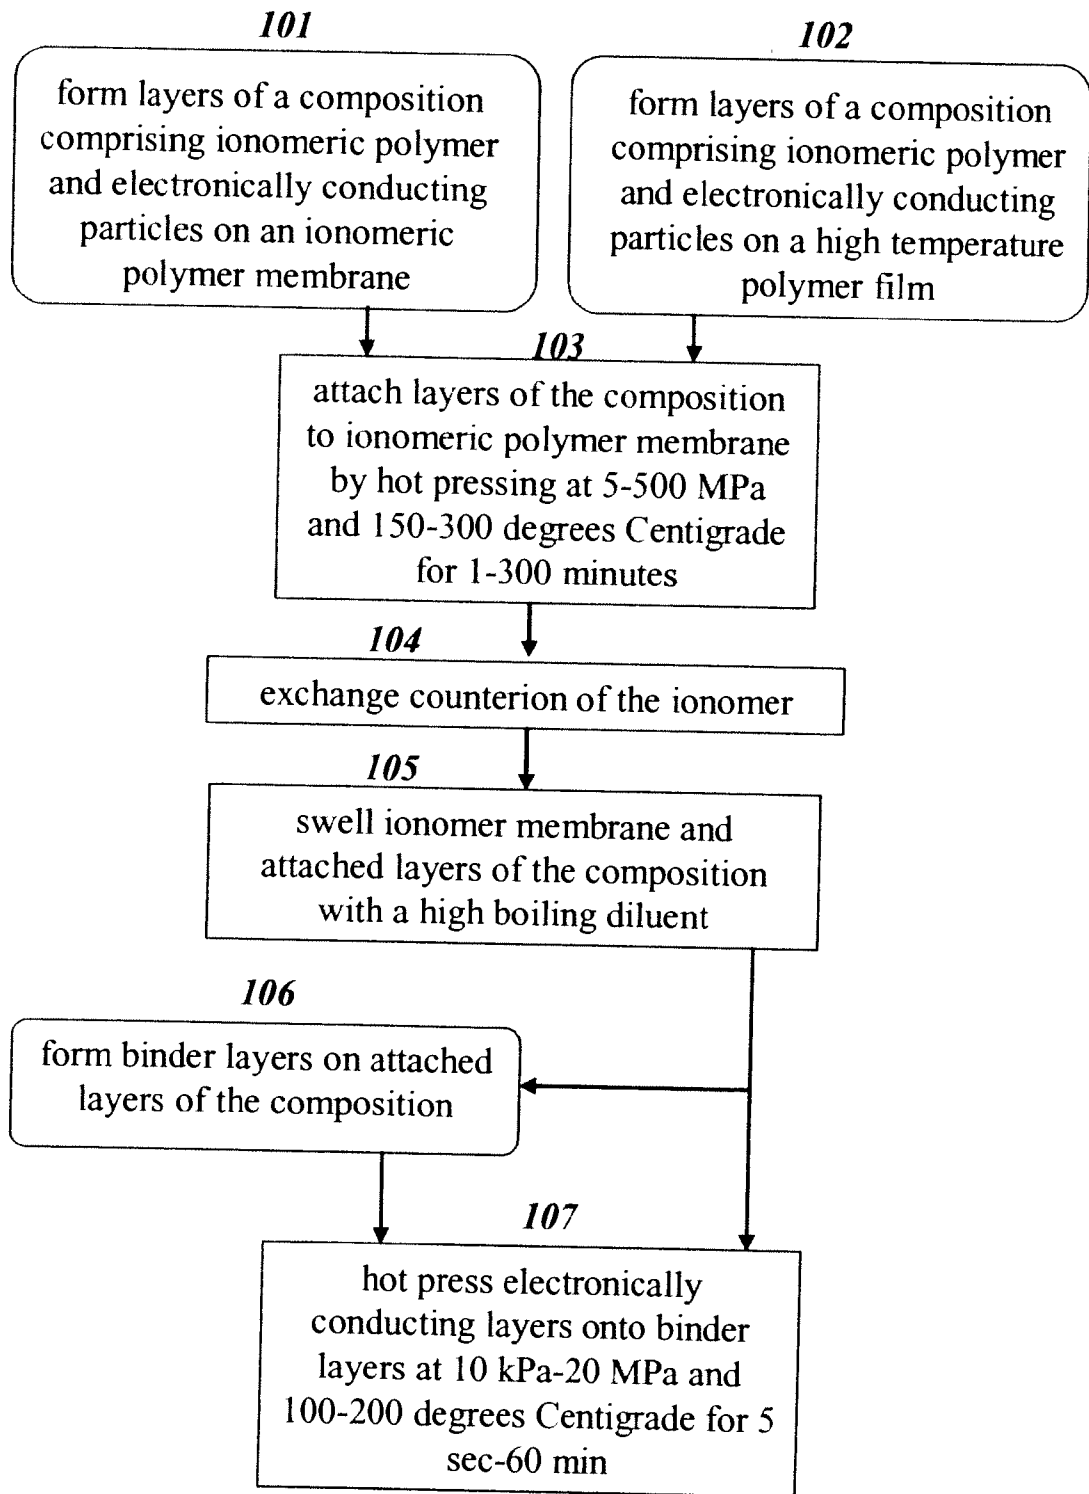 101
form layers of a composition
comprising ionomeric polymer
and electronically conducting
particles on an ionomeric
polymer membrane
102
form layers of a composition
comprising ionomeric polymer
and electronically conducting
particles on a high temperature
polymer film
103
attach layers of the composition
to ionomeric polymer membrane
by hot pressing at 5-500 MPa
and 150-300 degrees Centigrade
for 1-300 minutes
104
exchange counterion of the ionomer
105
swell ionomer membrane and
attached layers of the composition
with a high boiling diluent
106
form binder layers on attached
layers of the composition
107
hot press electronically
conducting layers onto binder
layers at 10 kPa-20 MPa and
100-200 degrees Centigrade for 5
sec-60 min